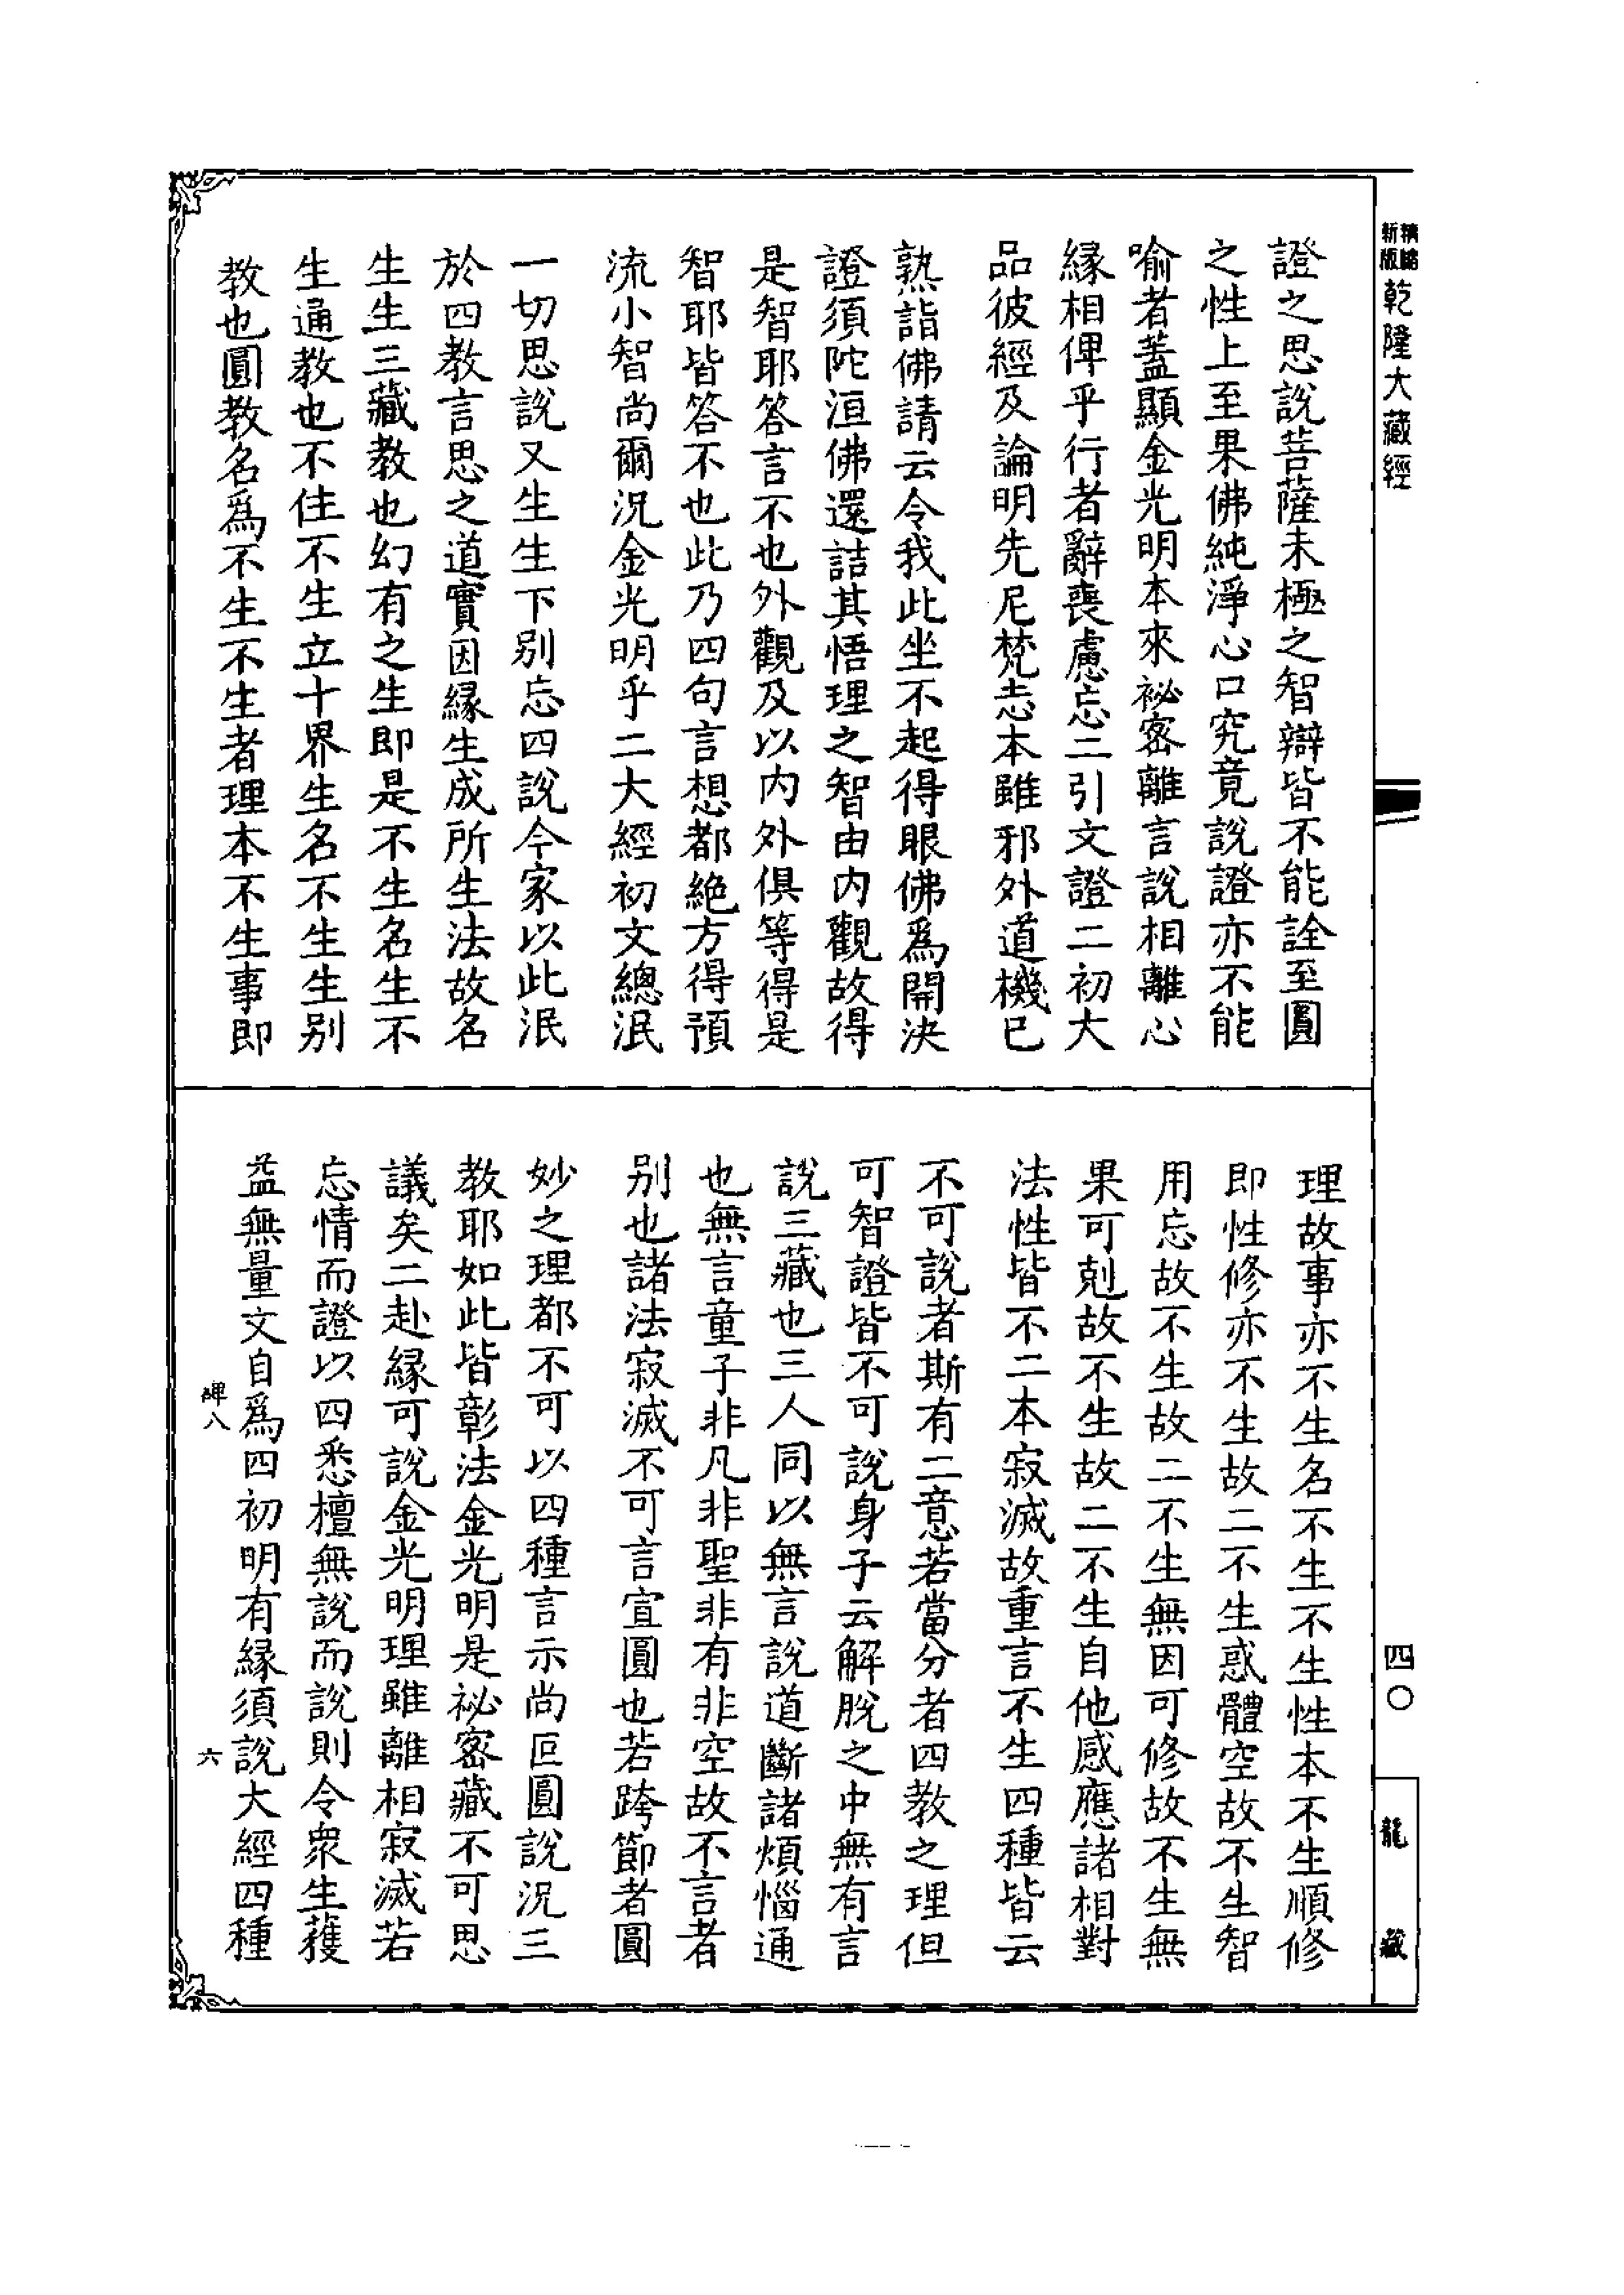 新版
精縮
乾隆大藏經
證之思說菩薩未極之智辯皆不能詮至圓
之性上至果佛純淨心口究竟說證亦不能
喻者蓋顯金光明本來祕密離言說相離心
緣相俾乎行者辭喪慮忘二引文證二初大
品彼經及論明先尼梵志本雖邪外道機已
熟詣佛請云令我此坐不起得眼佛爲開決
證須陀洹佛還詰其悟理之智由內觀故得
是智耶答言不也外觀及以內外俱等得是
智耶皆答不也此乃四句言想都絕方得預
流小智尚爾況金光明乎二大經初文總泯
一切思說又生生下別忘四說今家以此泯
於四教言思之道實因緣生成所生法故名
生生三藏教也幻有之生即是不生名生不
生通教也不住不生立十界生名不生生別
教也圓教名爲不生不生者理本不生事即
理故事亦不生名不生不生性本不生順修
即性修亦不生故二不生惑體空故不生智
用忘故不生故二不生無因可修故不生無
果可剋故不生故二不生自他感應諸相對
法性皆不二本寂滅故重言不生四種皆云
不可說者斯有二意若當分者四教之理但
可智證皆不可說身子云解脫之中無有言
說三藏也三人同以無言說道斷諸煩惱通
也無言童子非凡非聖非有非空故不言者
別也諸法寂滅不可言宣圓也若跨節者圓
妙之理都不可以四種言示尚叵圓說況三
教耶如此皆彰法金光明是祕密藏不可思
議矣二赴緣可說金光明理雖離相寂滅若
忘情而證以四悉檀無說而說則令衆生獲
益無量文自爲四初明有緣須說大經四種
碑八
六
四〇
龍藏